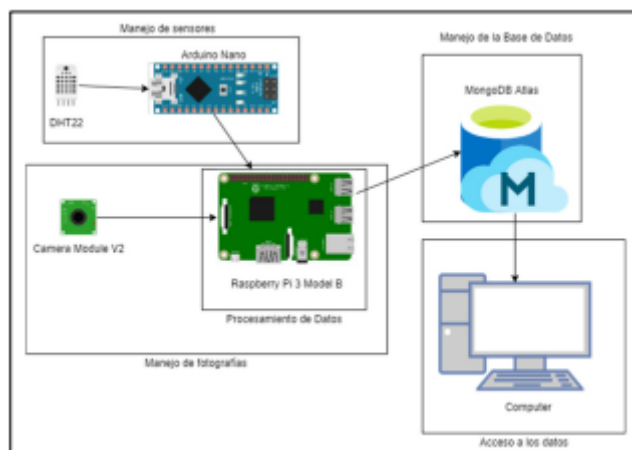 Manejo de sensores
Arduino Nano
DHT22
Manejo de la Base de Datos
MongoDB Atlas
M
Camera Module V2
Raspberry Pi 3 Model B
Procesamiento de Datos
Manejo de fotografías
Computer
Acceso a los datos